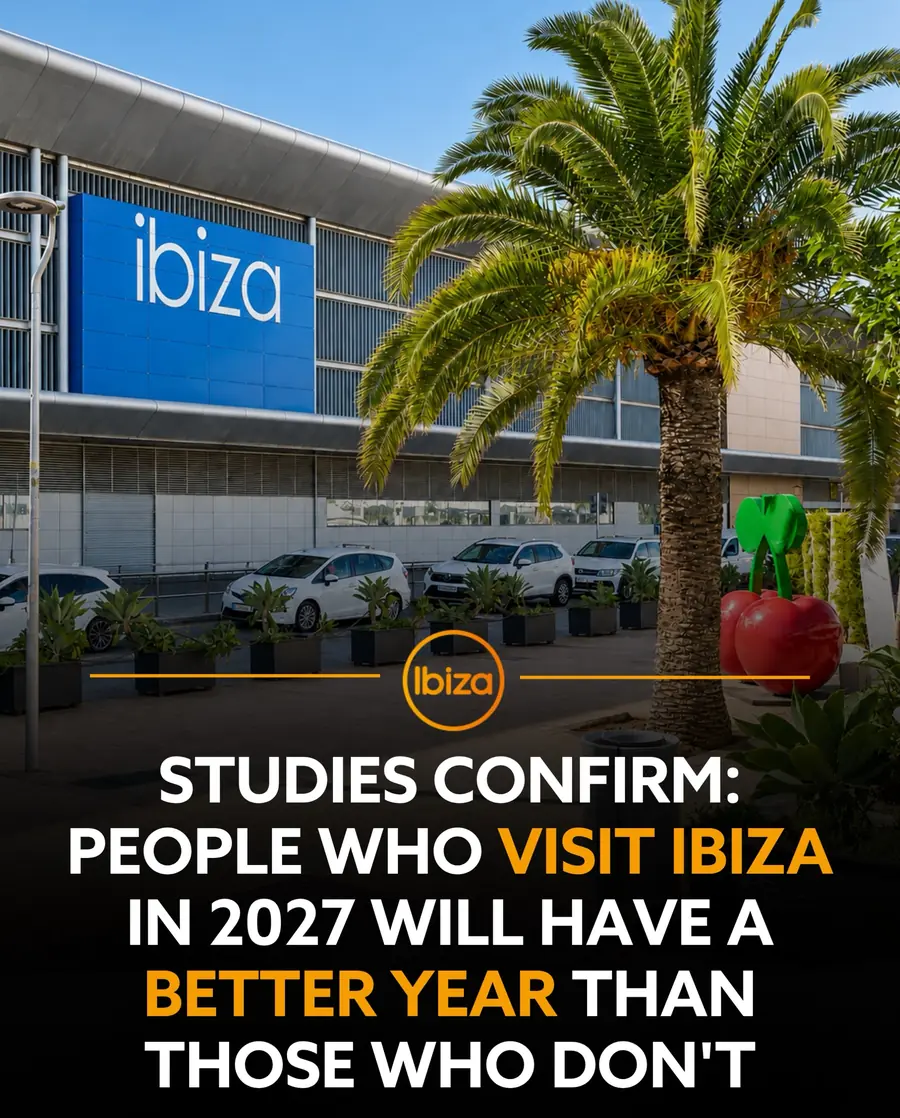 ibiza
Ibiza
STUDIES CONFIRM:
PEOPLE WHO VISIT IBIZA
IN 2027 WILL HAVE A
BETTER YEAR THAN
THOSE WHO DON'T